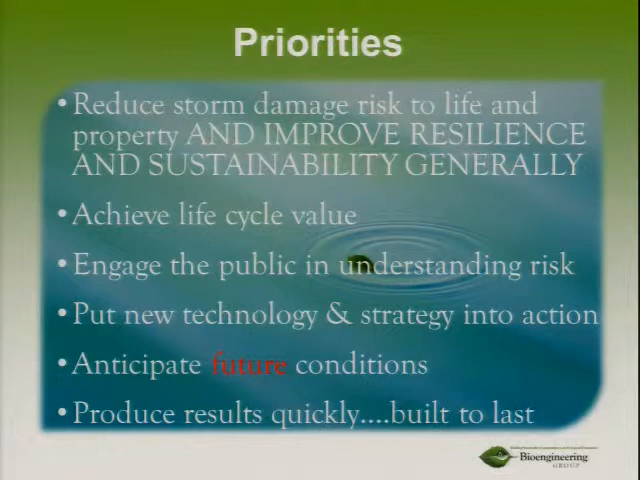 Priorities
• Reduce storm damage risk to life and
property AND IMPROVE RESILIENCE
AND SUSTAINABILITY GENERALLY
• Achieve life cycle value
• Engage the public in understanding risk
• Put new technology & strategy into action
• Anticipate future conditions
• Produce results quickly....built to last
Bioengineering
GROUP